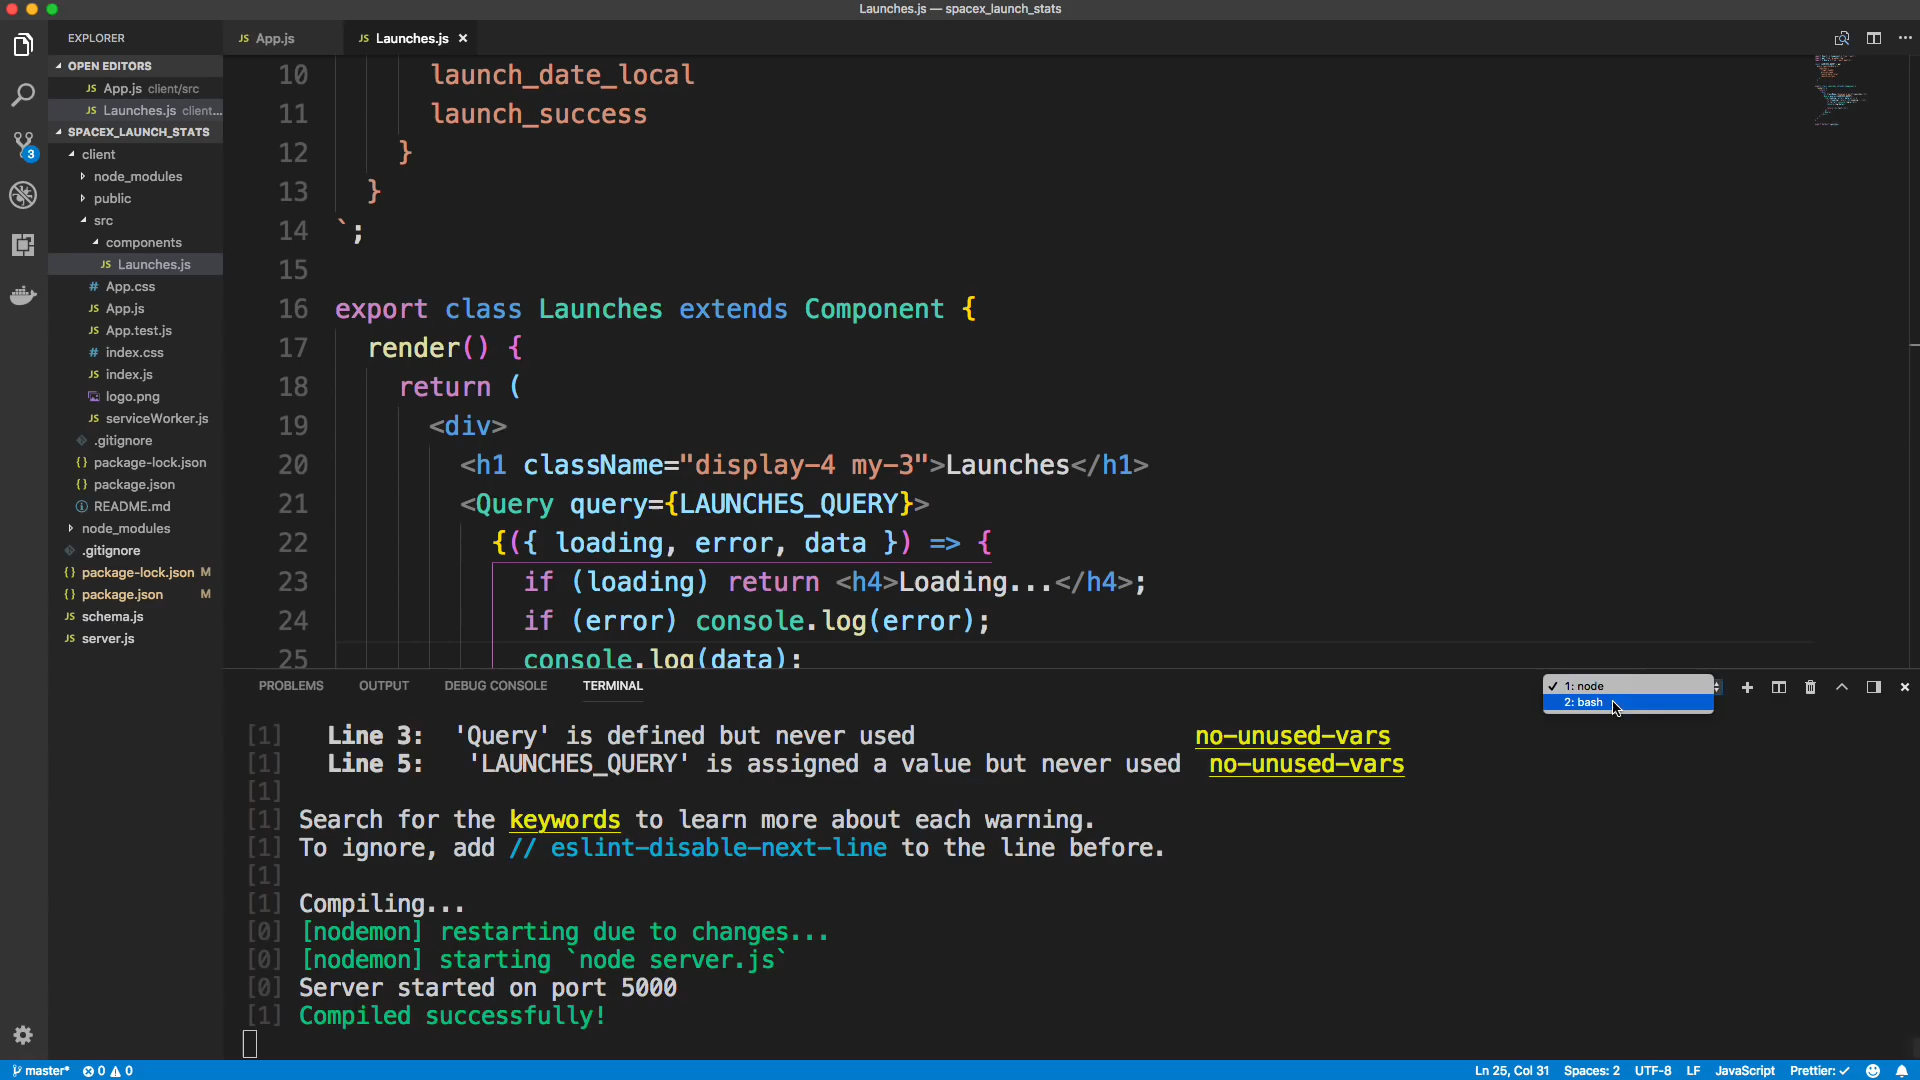 Launches.js — spacex_launch_stats
EXPLORER
OPEN EDITORS
JS App.js client/src
JS Launches.js client...
SPACEX_LAUNCH_STATS
client
node_modules
public
src
components
JS Launches.js
# App.css
JS App.js
JS App.test.js
# index.css
JS index.js
logo.png
JS serviceWorker.js
.gitignore
{} package-lock.json
{} package.json
README.md
node_modules
.gitignore
{} package-lock.json M
{} package.json M
JS schema.js
JS server.js
3
JS App.js
JS Launches.js ×
10 launch_date_local
11 launch_success
12 }
13 }
14 `;
15
16 export class Launches extends Component {
17 render() {
18 return (
19 <div>
20 <h1 className="display-4 my-3">Launches</h1>
21 <Query query={LAUNCHES_QUERY}>
22 {({ loading, error, data }) => {
23 if (loading) return <h4>Loading...</h4>;
24 if (error) console.log(error);
25 console.log(data);
PROBLEMS OUTPUT DEBUG CONSOLE TERMINAL
✓ 1: node
2: bash
[1] Line 3: 'Query' is defined but never used no-unused-vars
[1] Line 5: 'LAUNCHES_QUERY' is assigned a value but never used no-unused-vars
[1]
[1] Search for the keywords to learn more about each warning.
[1] To ignore, add // eslint-disable-next-line to the line before.
[1]
[1] Compiling...
[0] [nodemon] restarting due to changes...
[0] [nodemon] starting `node server.js`
[0] Server started on port 5000
[1] Compiled successfully!
master* 0 0
Ln 25, Col 31 Spaces: 2 UTF-8 LF JavaScript Prettier: ✓